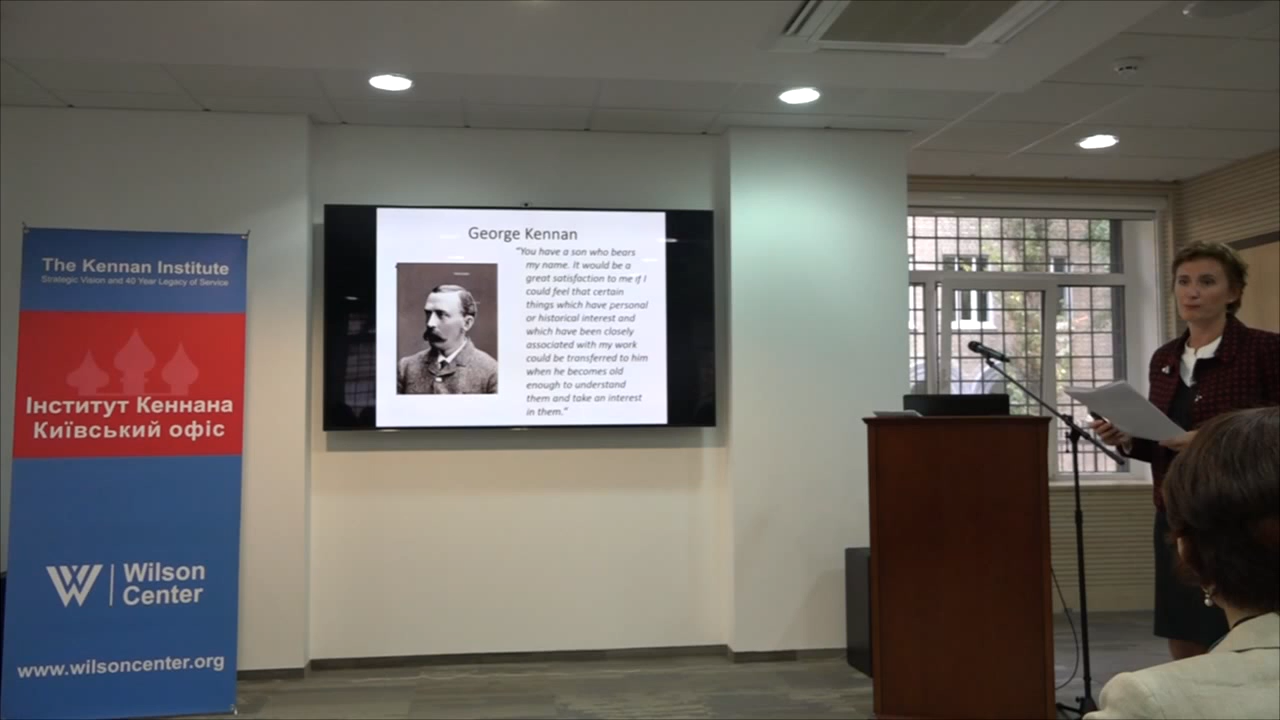 The Kennan Institute
Strategic Vision and 40 Year Legacy of Service
Інститут Кеннана
Київський офіс
Wilson
Center
www.wilsoncenter.org
George Kennan
"You have a son who bears
my name. It would be a
great satisfaction to me if I
could feel that certain
things which have personal
or historical interest and
which have been closely
associated with my work
could be transferred to him
when he becomes old
enough to understand
them and take an interest
in them."